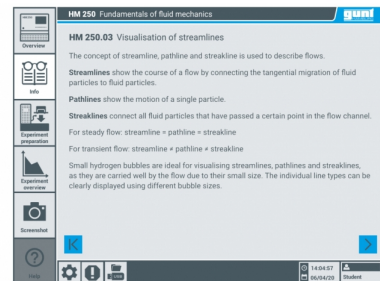 HM 250 Fundamentals of fluid mechanics
gunt
Overview
Info
Experiment
preparation
Experiment
overview
Screenshot
Help
HM 250.03 Visualisation of streamlines
The concept of streamline, pathline and streakline is used to describe flows.
Streamlines show the course of a flow by connecting the tangential migration of fluid
particles to fluid particles.
Pathlines show the motion of a single particle.
Streaklines connect all fluid particles that have passed a certain point in the flow channel.
For steady flow: streamline = pathline = streakline
For transient flow: streamline ≠ pathline ≠ streakline
Small hydrogen bubbles are ideal for visualising streamlines, pathlines and streaklines,
as they are carried well by the flow due to their small size. The individual line types can be
clearly displayed using different bubble sizes.
14:04:57
06/04/20
Student